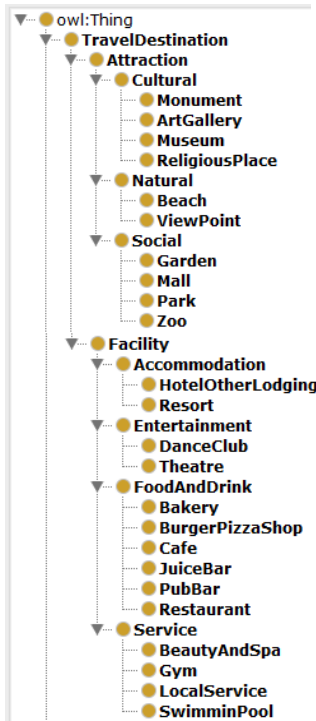 owl:Thing
TravelDestination
Attraction
Cultural
Monument
ArtGallery
Museum
ReligiousPlace
Natural
Beach
ViewPoint
Social
Garden
Mall
Park
Zoo
Facility
Accommodation
HotelOtherLodging
Resort
Entertainment
DanceClub
Theatre
FoodAndDrink
Bakery
BurgerPizzaShop
Cafe
JuiceBar
PubBar
Restaurant
Service
BeautyAndSpa
Gym
LocalService
SwimminPool